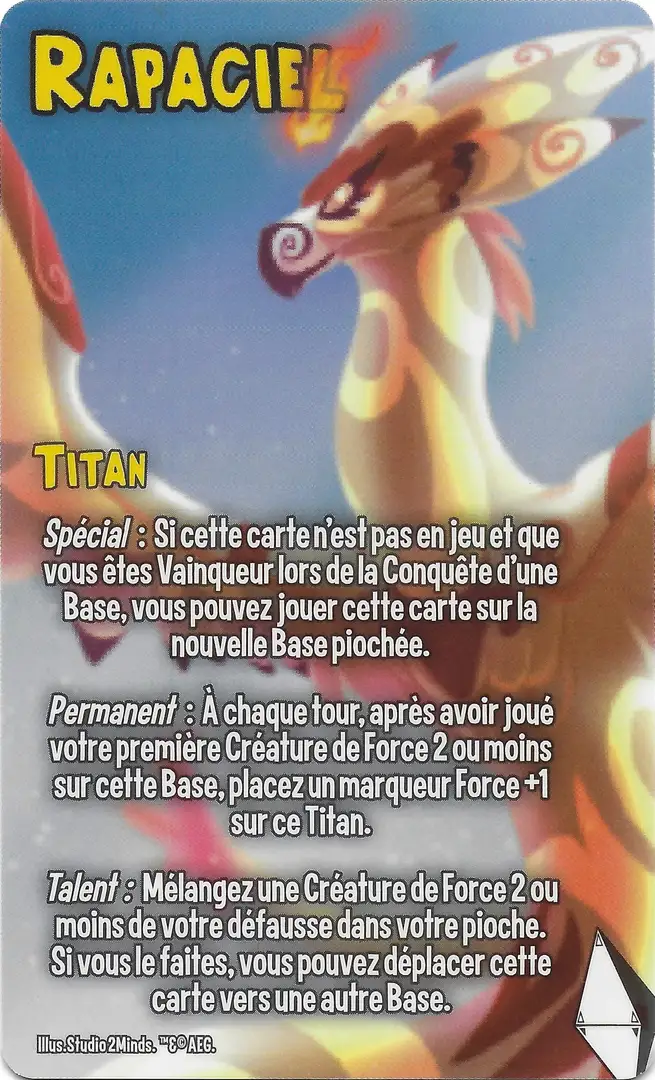 RAPACIEL
TITAN
Spécial : Si cette carte n'est pas en jeu et que
vous êtes Vainqueur lors de la Conquête d'une
Base, vous pouvez jouer cette carte sur la
nouvelle Base piochée.
Permanent : À chaque tour, après avoir joué
votre première Créature de Force 2 ou moins
sur cette Base, placez un marqueur Force +1
sur ce Titan.
Talent : Mélangez une Créature de Force 2 ou
moins de votre défausse dans votre pioche.
Si vous le faites, vous pouvez déplacer cette
carte vers une autre Base.
Illus.Studio2Minds. ™&©AEG.